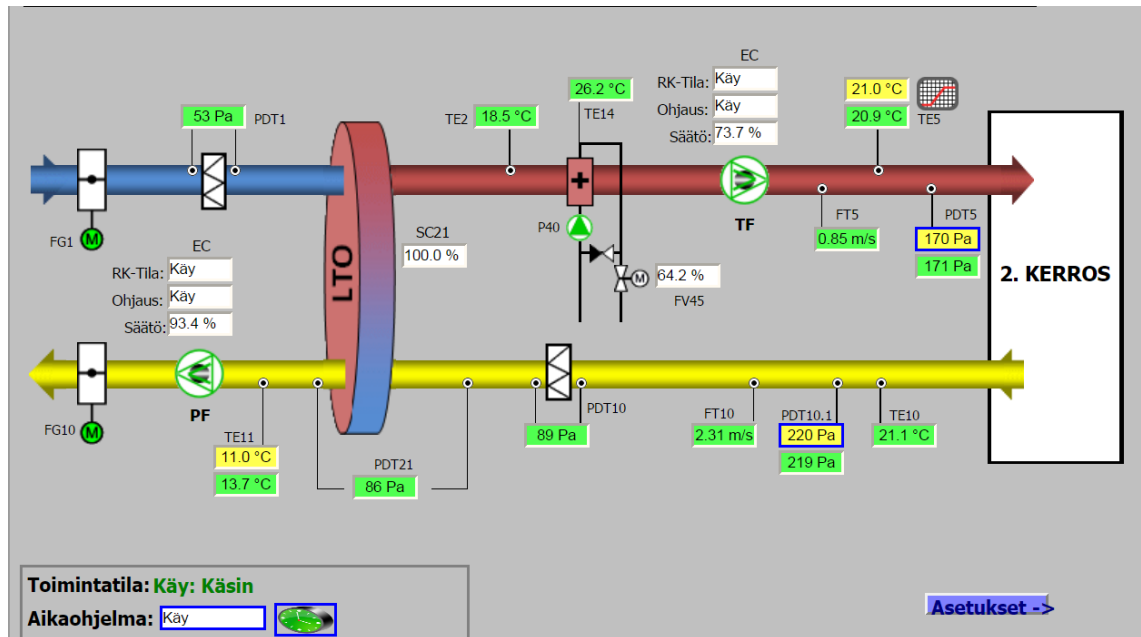 EC
RK-Tila: Käy
Ohjaus: Käy
Säätö: 73.7 %
26.2 °C
TE14
21.0 °C
20.9 °C TE5
53 Pa PDT1
TE2 18.5 °C
FG1 M
EC
RK-Tila: Käy
Ohjaus: Käy
Säätö: 93.4 %
LTO
SC21
100.0 %
P40
M 64.2 %
FV45
TF
FT5
0.85 m/s
PDT5
170 Pa
171 Pa
2. KERROS
FG10 M
PF
TE11
11.0 °C
13.7 °C
PDT21
86 Pa
PDT10
89 Pa
FT10
2.31 m/s
PDT10.1
220 Pa
219 Pa
TE10
21.1 °C
Toimintatila: Käy: Käsin
Aikaohjelma: Käy
Asetukset ->